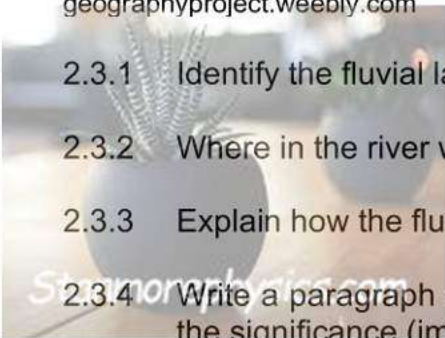 geographyproject.weebly.com
2.3.1 Identify the fluvial la
2.3.2 Where in the river w
2.3.3 Explain how the flu
2.3.4 Write a paragraph
the significance (im